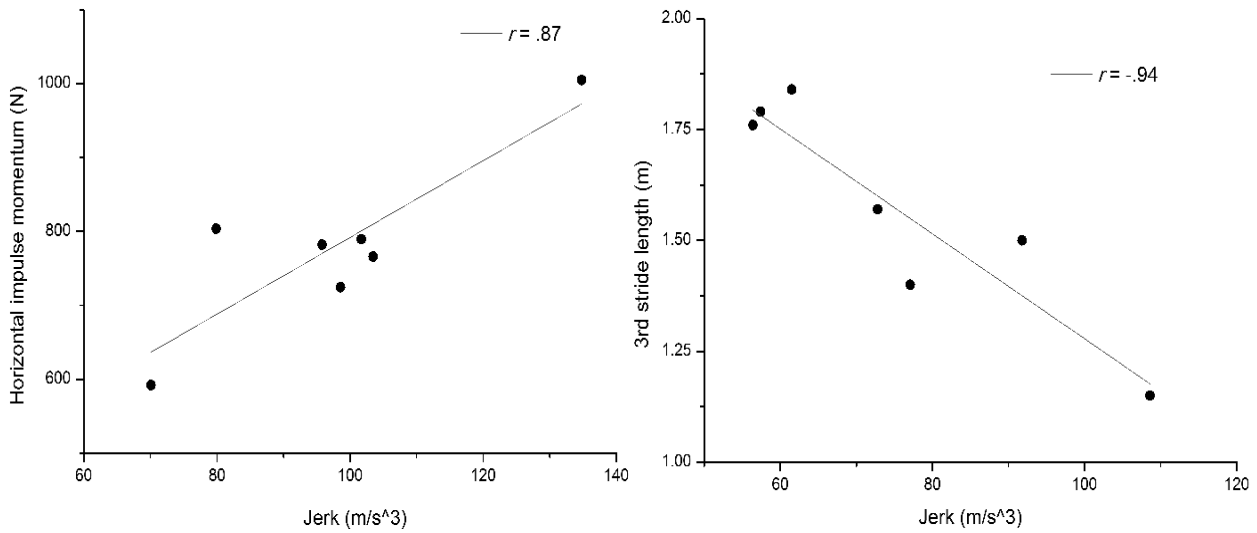 r = .87
1000
800
600
Horizontal impulse momentum (N)
60
80
100
120
140
Jerk (m/s^3)
r = -.94
2.00
1.75
1.50
1.25
1.00
3rd stride length (m)
60
80
100
120
Jerk (m/s^3)